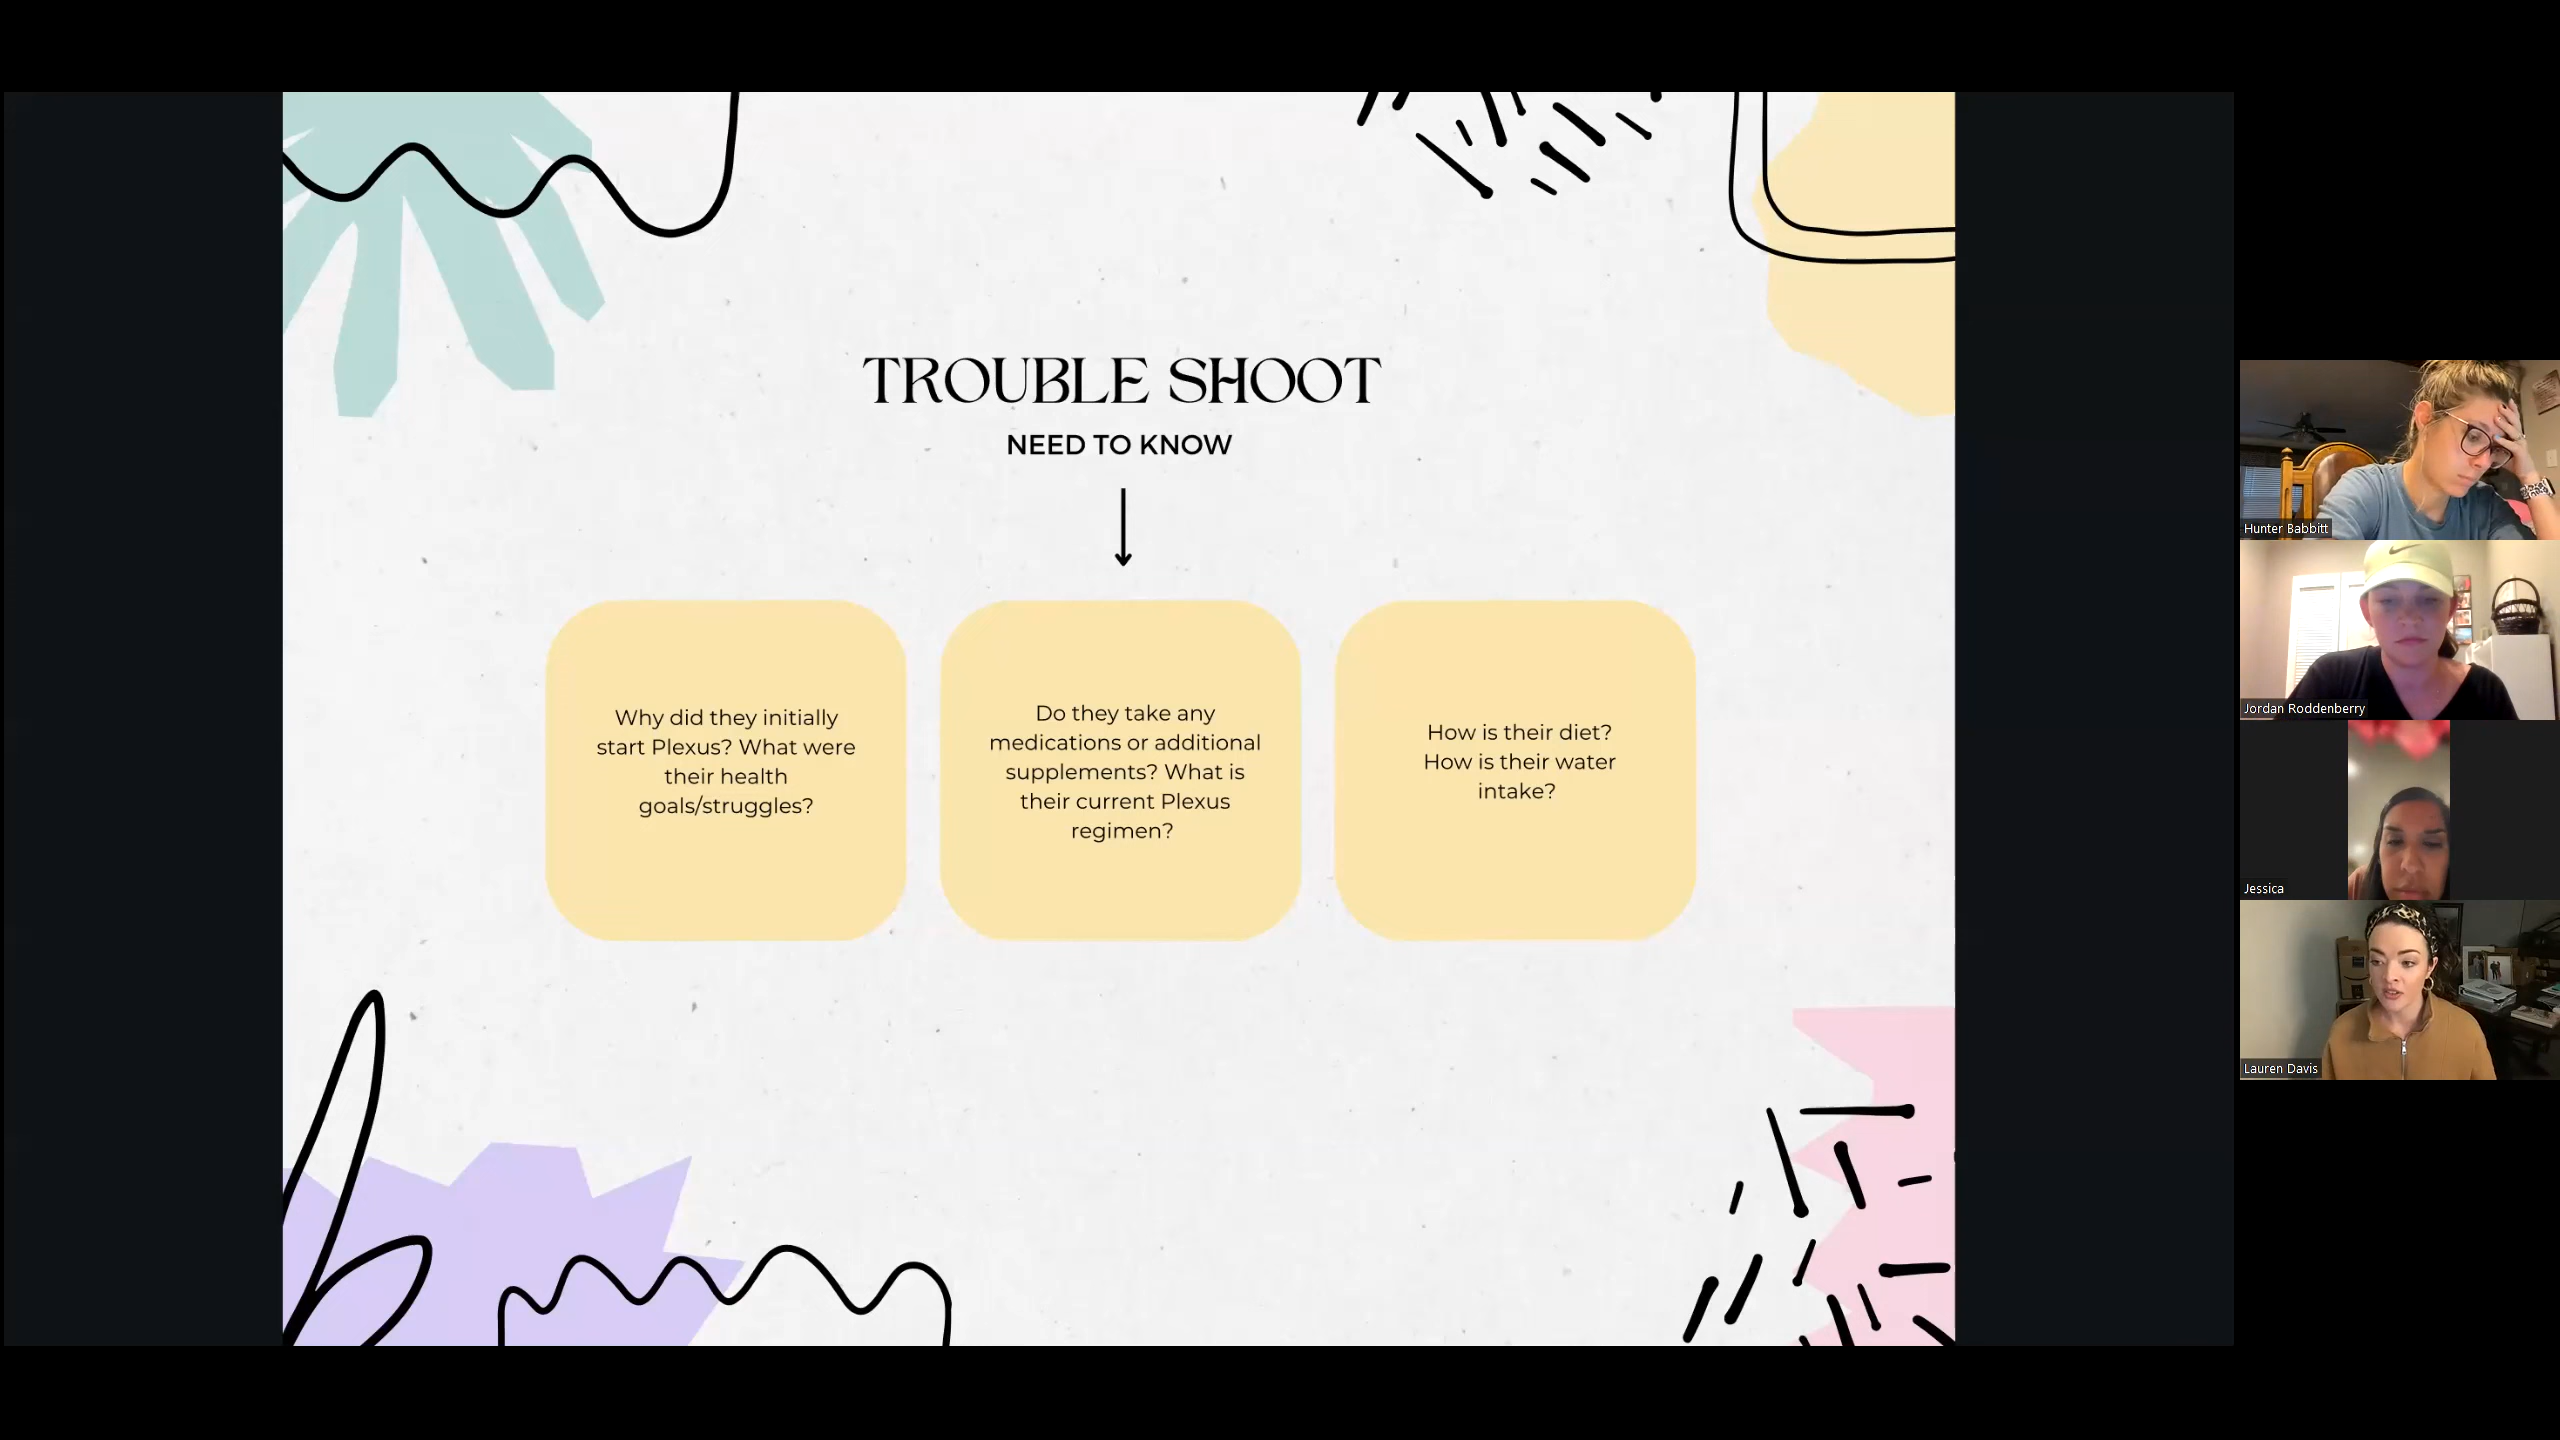 TROUBLE SHOOT
NEED TO KNOW
Why did they initially
start Plexus? What were
their health
goals/struggles?
Do they take any
medications or additional
supplements? What is
their current Plexus
regimen?
How is their diet?
How is their water
intake?
Hunter Babbitt
Jordan Roddenberry
Jessica
Lauren Davis